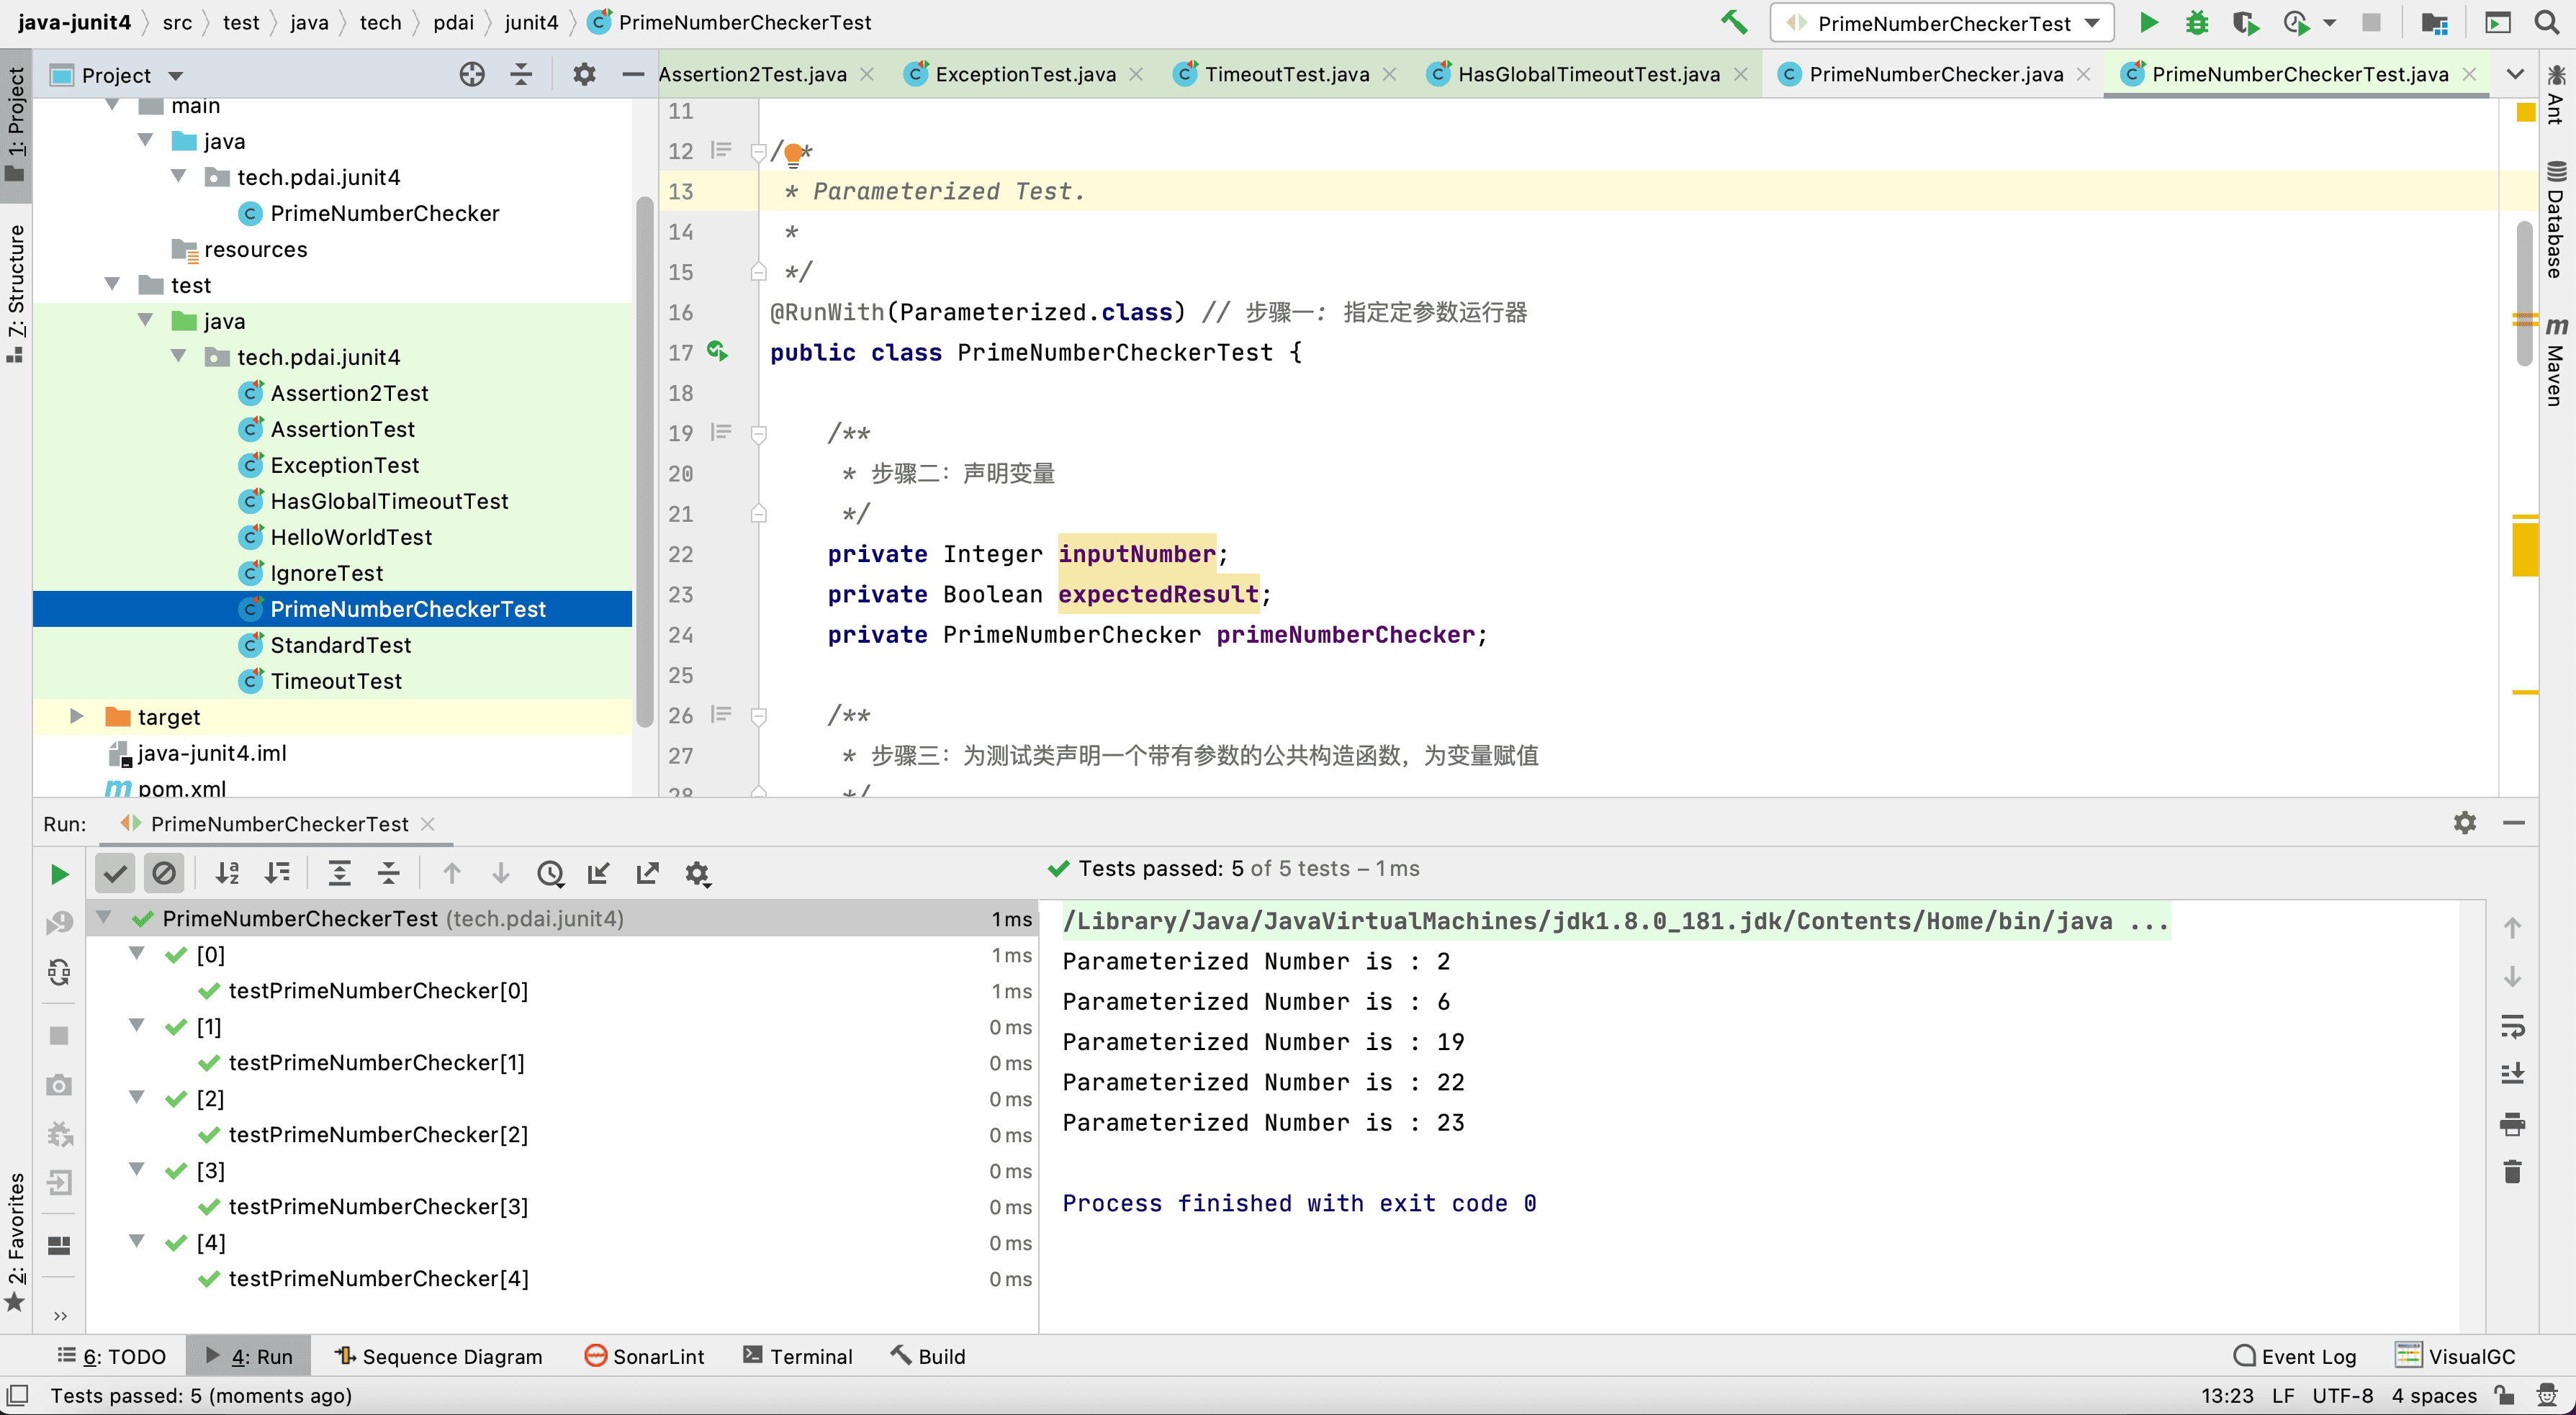 java-junit4 src test java tech pdai junit4 PrimeNumberCheckerTest
PrimeNumberCheckerTest
Project
Assertion2Test.java ExceptionTest.java TimeoutTest.java HasGlobalTimeoutTest.java PrimeNumberChecker.java PrimeNumberCheckerTest.java
1: Project
7: Structure
2: Favorites
main
java
tech.pdai.junit4
PrimeNumberChecker
resources
test
java
tech.pdai.junit4
Assertion2Test
AssertionTest
ExceptionTest
HasGlobalTimeoutTest
HelloWorldTest
IgnoreTest
PrimeNumberCheckerTest
StandardTest
TimeoutTest
target
java-junit4.iml
pom.xml
11
12 /**
13 * Parameterized Test.
14 *
15 */
16 @RunWith(Parameterized.class) // 步骤一: 指定定参数运行器
17 public class PrimeNumberCheckerTest {
18
19 /**
20 * 步骤二：声明变量
21 */
22 private Integer inputNumber;
23 private Boolean expectedResult;
24 private PrimeNumberChecker primeNumberChecker;
25
26 /**
27 * 步骤三：为测试类声明一个带有参数的公共构造函数，为变量赋值
28 */
Ant
Database
Maven
Run: PrimeNumberCheckerTest
Tests passed: 5 of 5 tests – 1 ms
PrimeNumberCheckerTest (tech.pdai.junit4) 1 ms
[0] 1 ms
testPrimeNumberChecker[0] 1 ms
[1] 0 ms
testPrimeNumberChecker[1] 0 ms
[2] 0 ms
testPrimeNumberChecker[2] 0 ms
[3] 0 ms
testPrimeNumberChecker[3] 0 ms
[4] 0 ms
testPrimeNumberChecker[4] 0 ms
/Library/Java/JavaVirtualMachines/jdk1.8.0_181.jdk/Contents/Home/bin/java ...
Parameterized Number is : 2
Parameterized Number is : 6
Parameterized Number is : 19
Parameterized Number is : 22
Parameterized Number is : 23
Process finished with exit code 0
6: TODO 4: Run Sequence Diagram SonarLint Terminal Build Event Log VisualGC
Tests passed: 5 (moments ago) 13:23 LF UTF-8 4 spaces